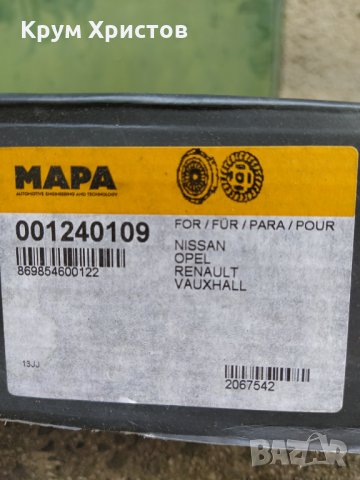 Крум Христов
MAPA
AUTOMOTIVE ENGINEERING AND TECHNOLOGY
001240109
869854600122
FOR / FÜR / PARA / POUR
NISSAN
OPEL
RENAULT
VAUXHALL
13JJ
2067542
BAZAR